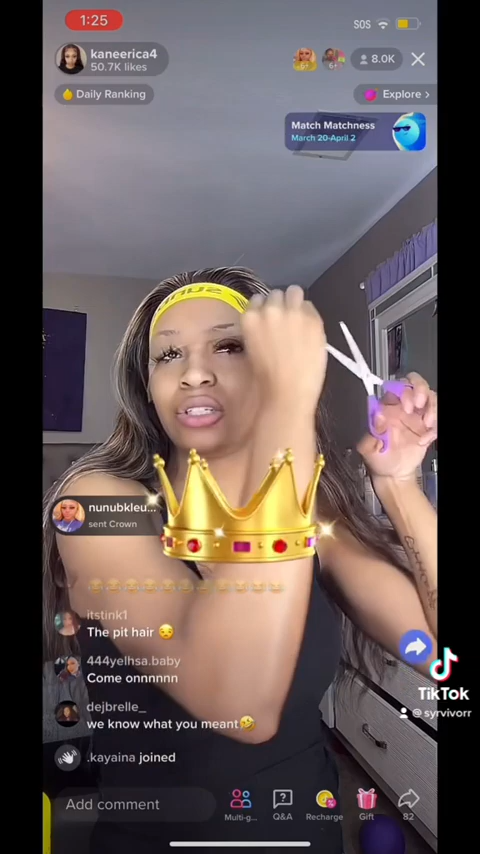 1:25
SOS
kaneerica4
50.7K likes
8.0K
Daily Ranking
Explore >
Match Matchness
March 20-April 2
nunubkleu...
sent Crown
itstink1
The pit hair 😒
444yelhsa.baby
Come onnnnnn
dejbrelle_
we know what you meant🤣
.kayaina joined
TikTok
@syrvivorr
Add comment
Multi-g...
Q&A
Recharge
Gift
82